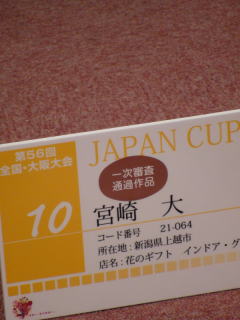 第56回
全国・大阪大会
JAPAN CUP
一次審査
通過作品
10
宮崎 大
コード番号 21-064
所在地：新潟県上越市
店名：花のギフト インドア・グ